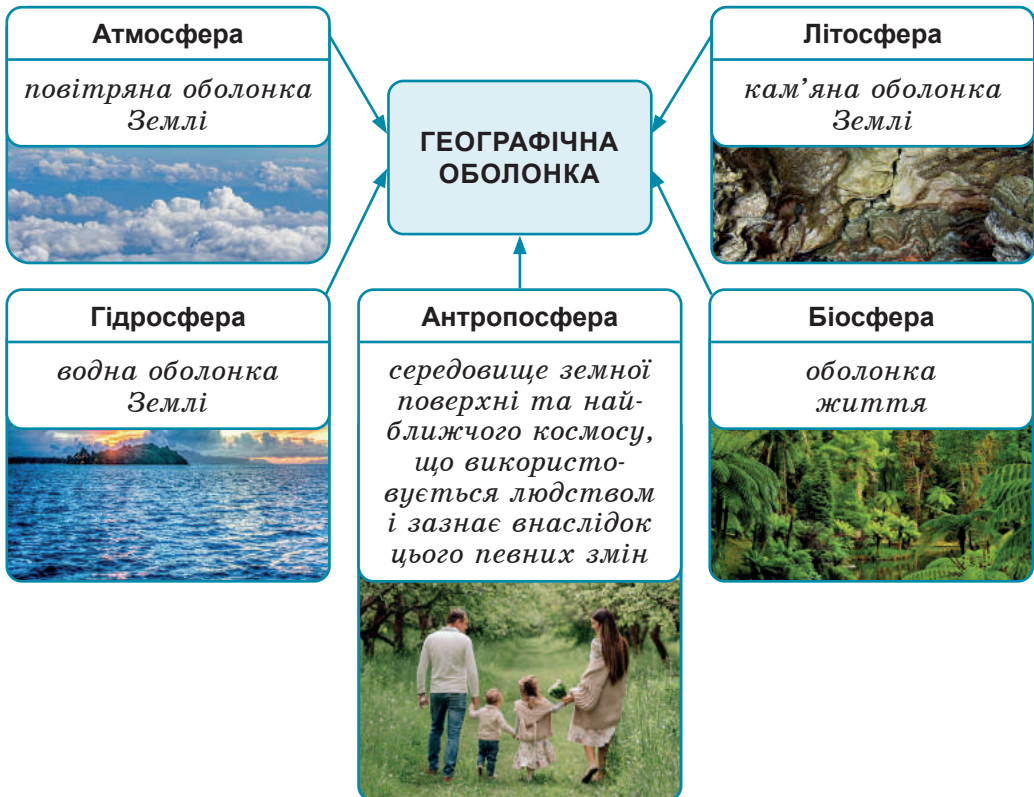 Атмосфера
повітряна оболонка
Землі
ГЕОГРАФІЧНА
ОБОЛОНКА
Літосфера
кам’яна оболонка
Землі
Гідросфера
водна оболонка
Землі
Антропосфера
середовище земної
поверхні та най-
ближчого космосу,
що використо-
вується людством
і зазнає внаслідок
цього певних змін
Біосфера
оболонка
життя